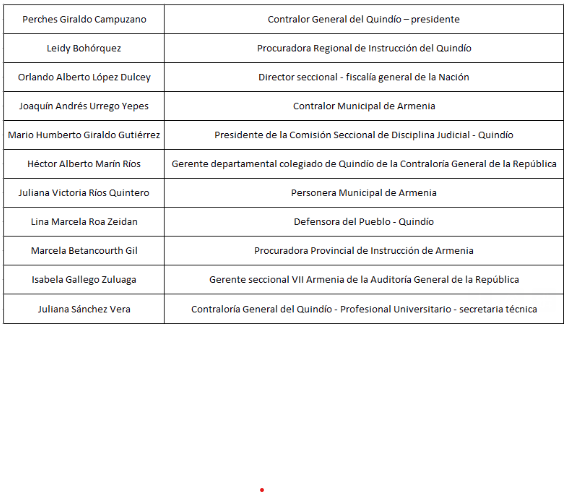 Perches Giraldo Campuzano Contralor General del Quindío – presidente
Leidy Bohórquez Procuradora Regional de Instrucción del Quindío
Orlando Alberto López Dulcey Director seccional - fiscalía general de la Nación
Joaquín Andrés Urrego Yepes Contralor Municipal de Armenia
Mario Humberto Giraldo Gutiérrez Presidente de la Comisión Seccional de Disciplina Judicial - Quindío
Héctor Alberto Marín Ríos Gerente departamental colegiado de Quindío de la Contraloría General de la República
Juliana Victoria Ríos Quintero Personera Municipal de Armenia
Lina Marcela Roa Zeidan Defensora del Pueblo - Quindío
Marcela Betancourth Gil Procuradora Provincial de Instrucción de Armenia
Isabela Gallego Zuluaga Gerente seccional VII Armenia de la Auditoría General de la República
Juliana Sánchez Vera Contraloría General del Quindío - Profesional Universitario - secretaria técnica